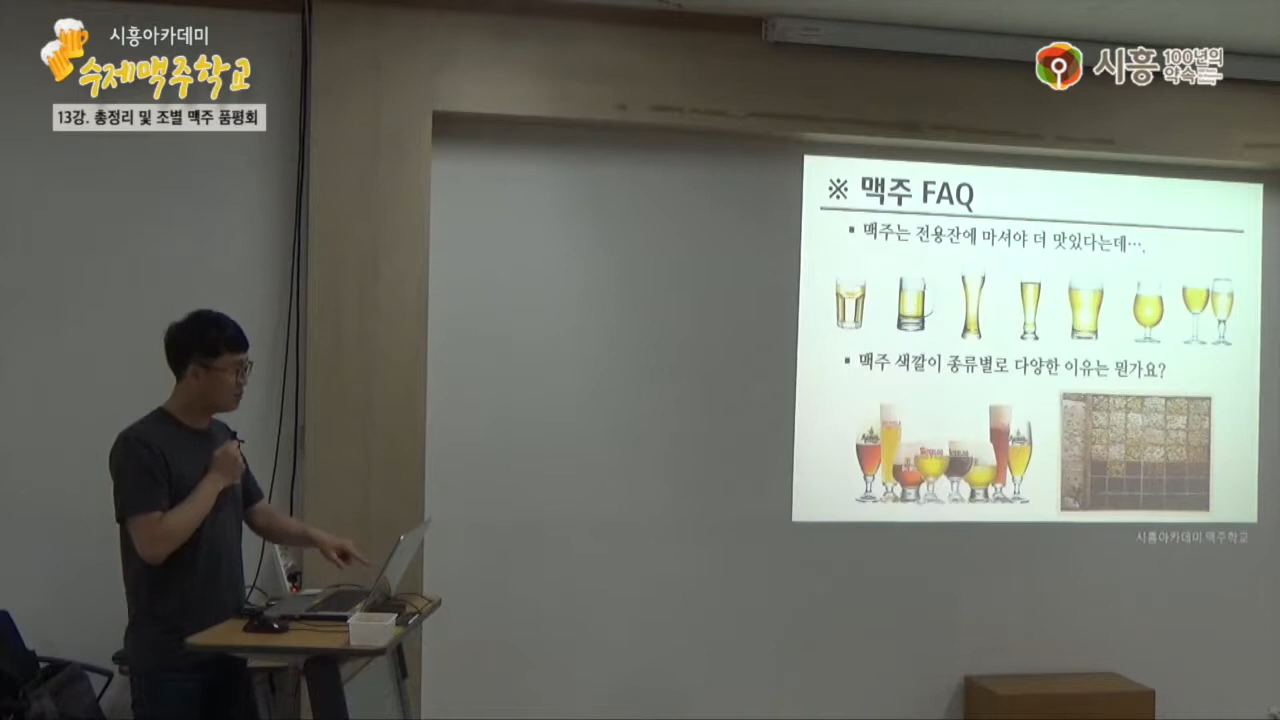 시흥아카데미
수제맥주학교
13강. 총정리 및 조별 맥주 품평회
시흥 100년의 약속
※ 맥주 FAQ
▪ 맥주는 전용잔에 마셔야 더 맛있다는데….
▪ 맥주 색깔이 종류별로 다양한 이유는 뭔가요?
시흥아카데미 맥주학교